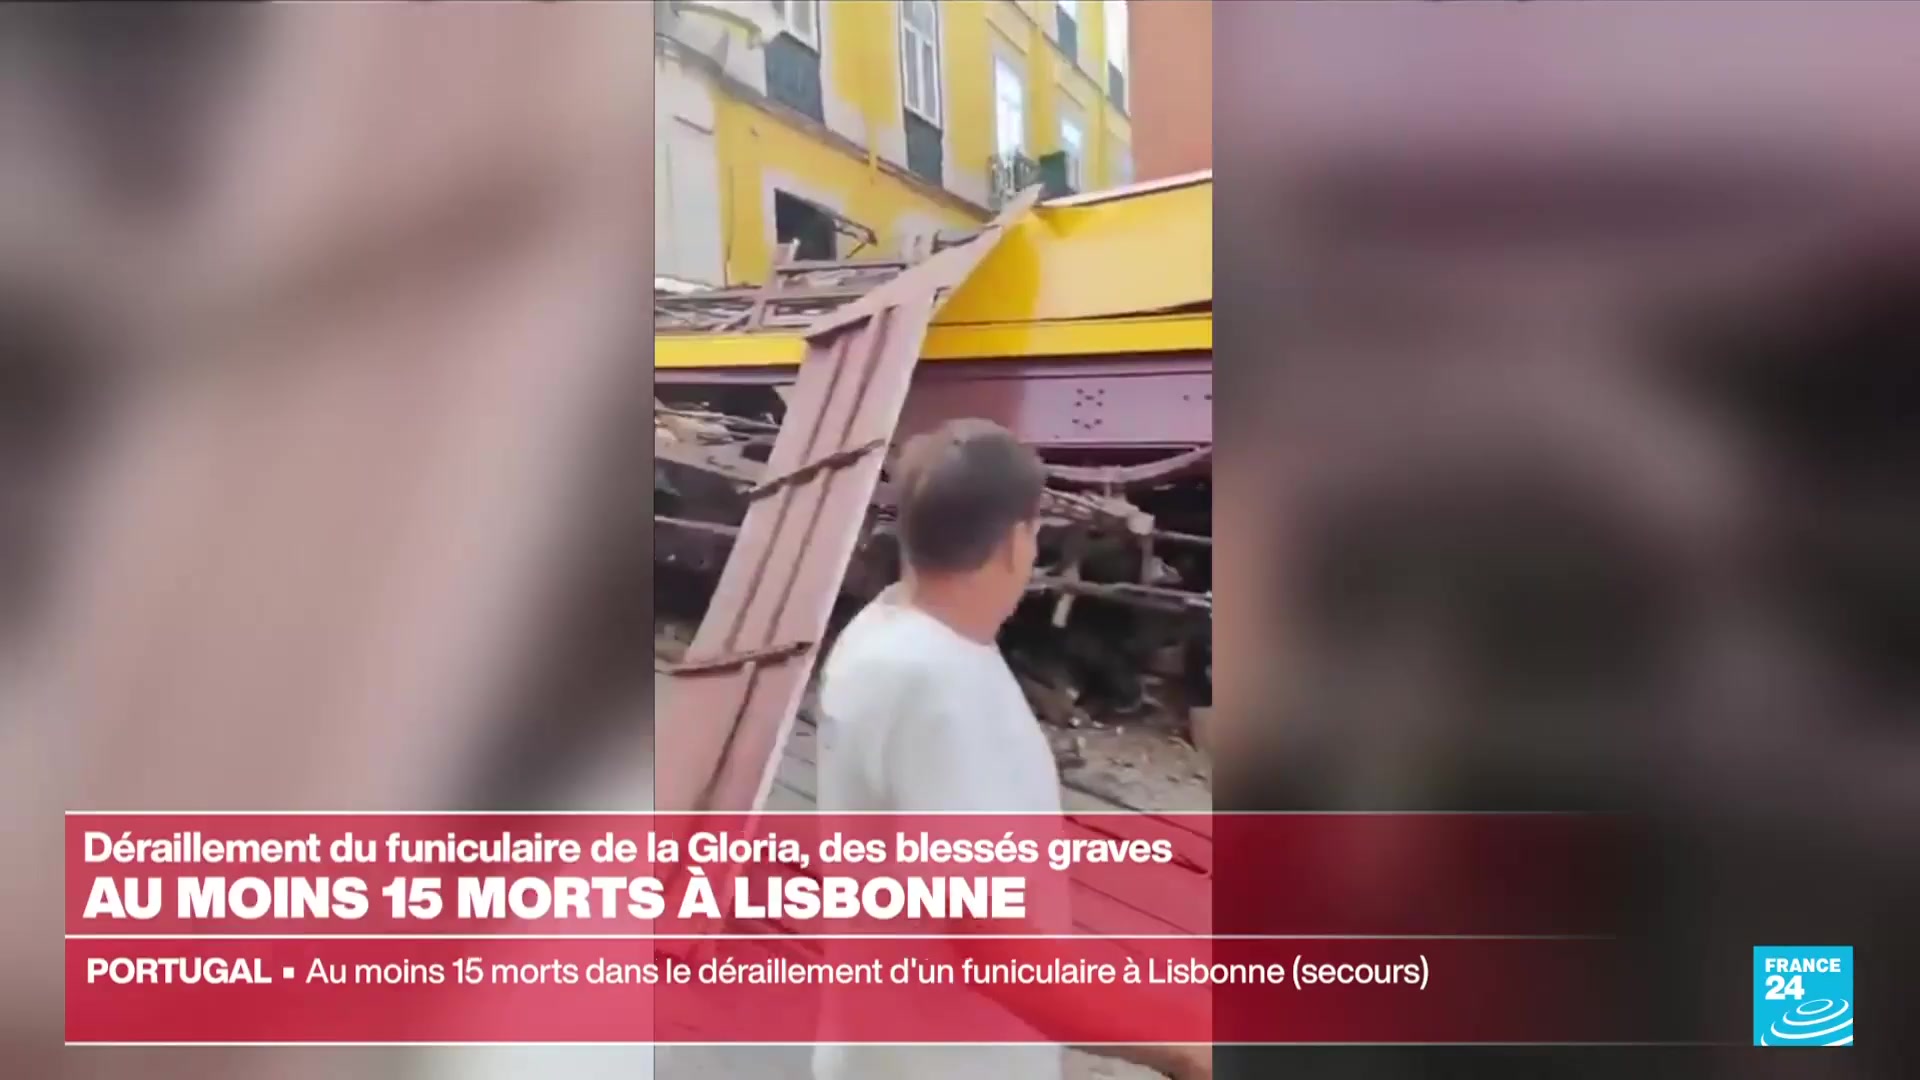 Déraillement du funiculaire de la Gloria, des blessés graves
AU MOINS 15 MORTS À LISBONNE
PORTUGAL ▪ Au moins 15 morts dans le déraillement d'un funiculaire à Lisbonne (secours)
FRANCE
24